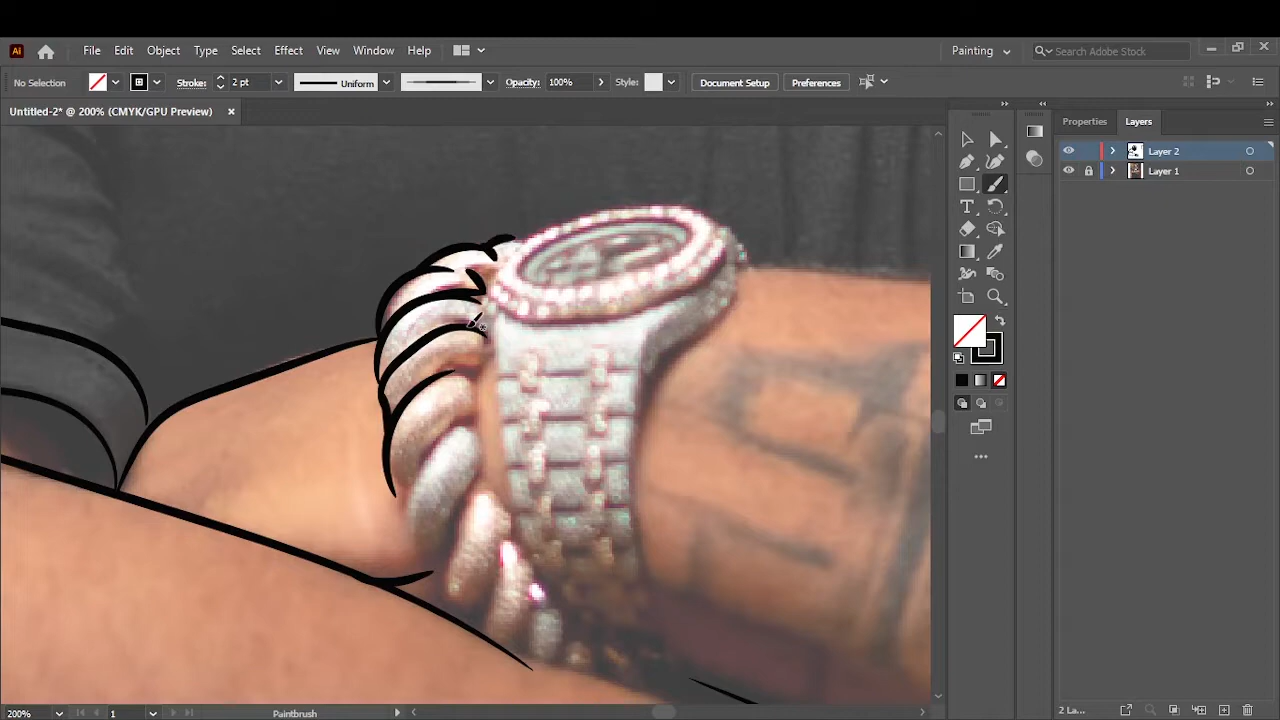 Ai File Edit Object Type Select Effect View Window Help Painting Search Adobe Stock
No Selection Stroke: 2 pt Uniform Opacity: 100% Style: Document Setup Preferences
Untitled-2* @ 200% (CMYK/GPU Preview)
Properties Layers
Layer 2
Layer 1
200% 1 Paintbrush 2 La...